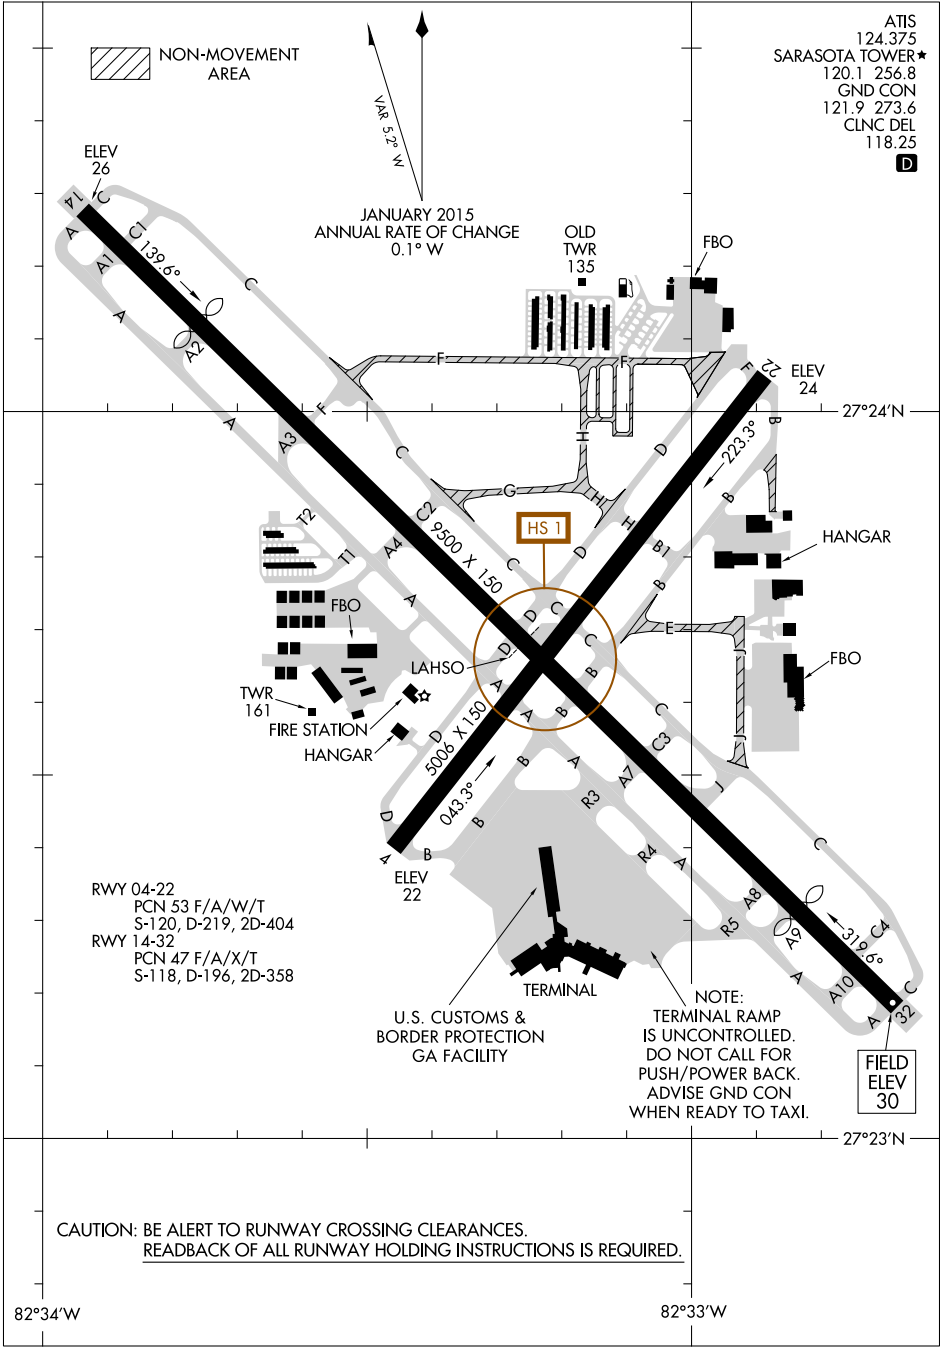 NON-MOVEMENT
AREA
VAR 5.2° W
JANUARY 2015
ANNUAL RATE OF CHANGE
0.1° W
ATIS
124.375
SARASOTA TOWER★
120.1 256.8
GND CON
121.9 273.6
CLNC DEL
118.25
D
ELEV
26
14
C
A
C1
A1
139.6°
C
A
A2
OLD
TWR
135
FBO
F
F
F
22
ELEV
24
27°24'N
F
A
A3
B
223.3°
D
H
C
G
H
H
B
C2
T2
9500 X 150
HS 1
T1
A4
C
D
B1
HANGAR
B
A
FBO
D
C
C
E
J
D
LAHSO
B
FBO
A
TWR
161
FIRE STATION
HANGAR
D
5006 X 150
A
B
C
C3
J
B
A
A7
J
043.3°
R3
D
B
B
4
ELEV
22
R4
A
C
RWY 04-22
PCN 53 F/A/W/T
S-120, D-219, 2D-404
RWY 14-32
PCN 47 F/A/X/T
S-118, D-196, 2D-358
A8
R5
A9
319.6°
C4
A
A10
C
A
32
TERMINAL
U.S. CUSTOMS &
BORDER PROTECTION
GA FACILITY
NOTE:
TERMINAL RAMP
IS UNCONTROLLED.
DO NOT CALL FOR
PUSH/POWER BACK.
ADVISE GND CON
WHEN READY TO TAXI.
FIELD
ELEV
30
27°23'N
CAUTION: BE ALERT TO RUNWAY CROSSING CLEARANCES.
READBACK OF ALL RUNWAY HOLDING INSTRUCTIONS IS REQUIRED.
82°34'W
82°33'W